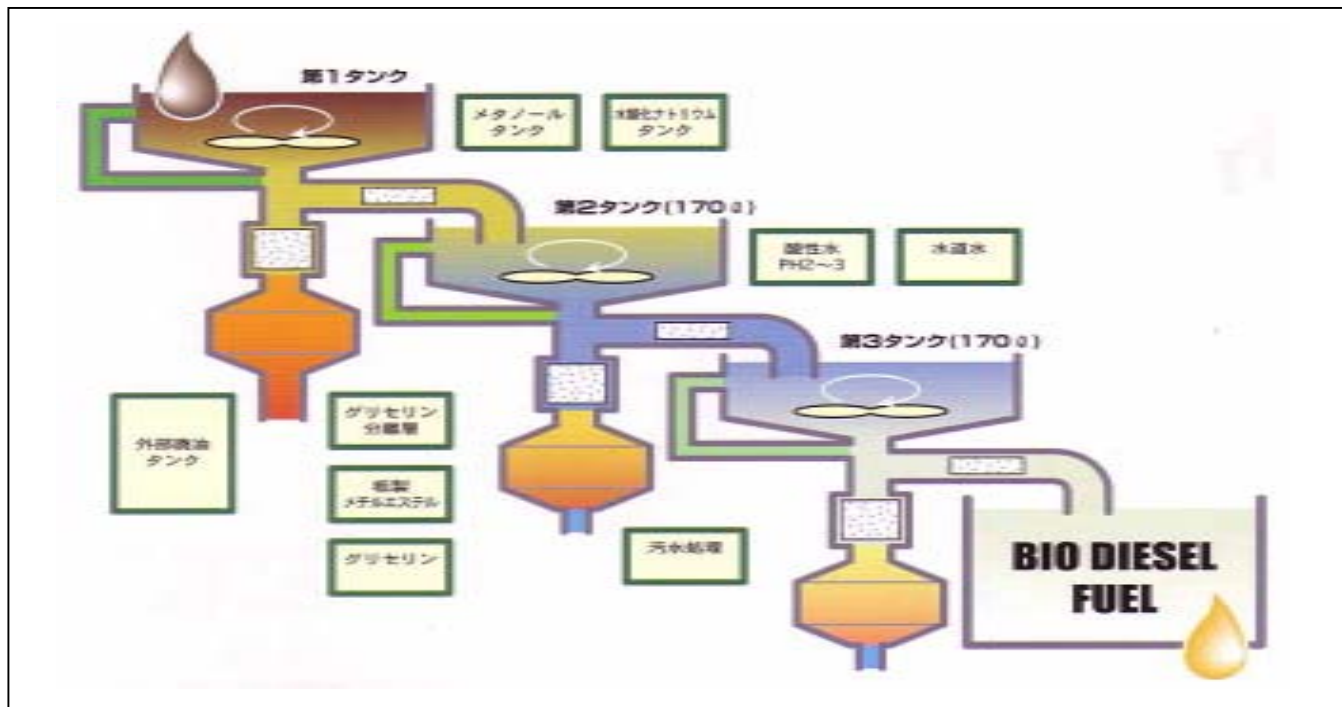 第1タンク
メタノール
タンク
水酸化ナトリウム
タンク
第2タンク(170ℓ)
酸性水
PH2〜3
水道水
第3タンク(170ℓ)
外部廃油
タンク
グリセリン
分離層
粗製
メチルエステル
グリセリン
汚水処理
BIO DIESEL
FUEL